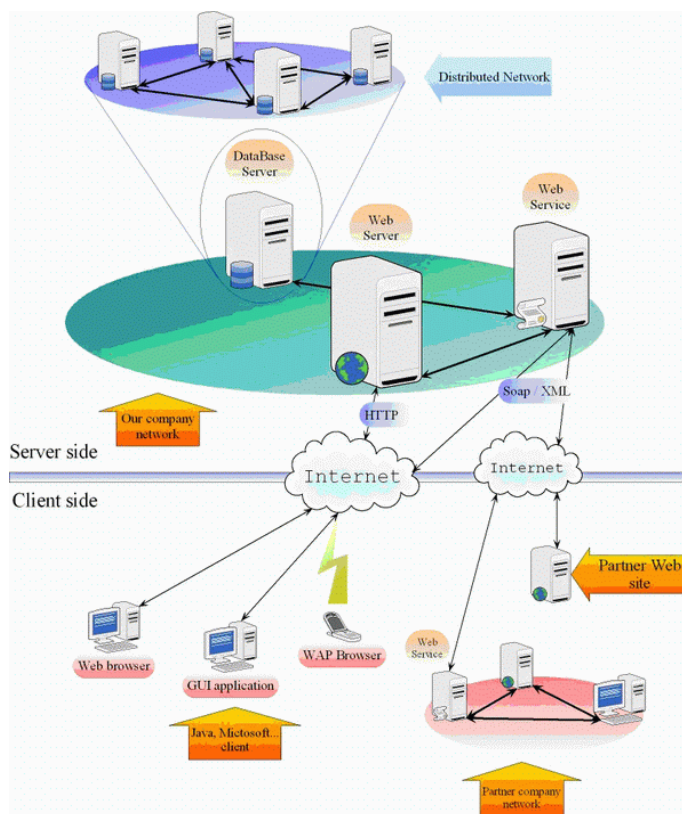 Distributed Network
DataBase
Server
Web
Service
Web
Server
HTTP
Soap / XML
Our company
network
Server side
Internet
Internet
Client side
Partner Web
site
Web browser
GUI application
WAP Browser
Web
Service
Java, Mictosoft...
client
Partner company
network